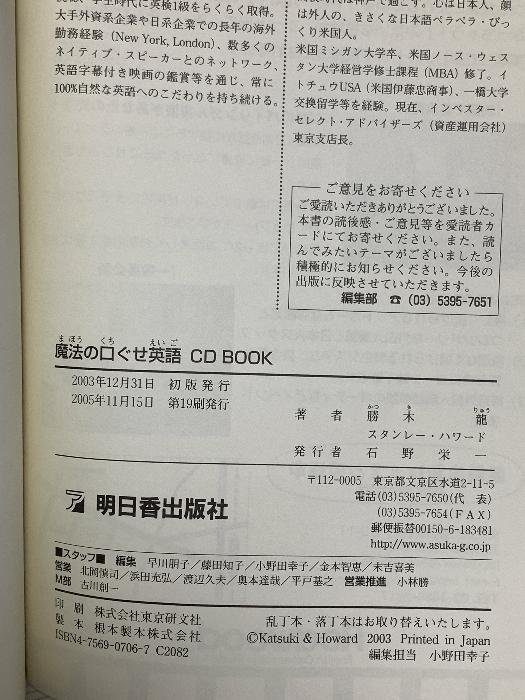 学生時代に英検1級をらくらく取得。
大手外資系企業や日系企業での長年の海外
勤務経験（New York, London）、数多くの
ネイティブ・スピーカーとのネットワーク、
英語字幕付き映画の鑑賞等を通じ、常に
100%自然な英語へのこだわりを持ち続ける。
で過ごす。心は日本人、顔
は外人の、きさくな日本語ペラペラ・びっ
くり米国人。
米国ミシガン大学卒、米国ノース・ウェス
タン大学経営学修士課程（MBA）修了。イ
トチュウUSA（米国伊藤忠商事）、一橋大学
交換留学等を経験。現在、インベスター・
セレクト・アドバイザーズ（資産運用会社）
東京支店長。
ご意見をお寄せください
ご愛読いただきありがとうございました。
本書の読後感・ご意見等を愛読者カ
ードにてお寄せください。また、読
んでみたいテーマがございましたら
積極的にお知らせください。今後の
出版に反映させていただきます。
編集部 ☎（03）5395-7651
まほう くち えいご
魔法の口ぐせ英語 CD BOOK
2003年12月31日 初版発行
2005年11月15日 第19刷発行
かつ き りゅう
著者 勝木 龍
スタンレー・ハワード
発行者 石野栄一
明日香出版社
〒112-0005 東京都文京区水道2-11-5
電話(03)5395-7650(代 表)
(03)5395-7654(FAX)
郵便振替00150-6-183481
http://www.asuka-g.co.jp
■スタッフ■ 編集 早川朋子／藤田知子／小野田幸子／金本智恵／末吉喜美
営業 北岡慎司／浜田充弘／渡辺久夫／奥本達哉／平戸基之 営業推進 小林勝
M部 古川創一
印刷 株式会社東京研文社
製本 根本製本株式会社
ISBN4-7569-0706-7 C2082
乱丁本・落丁本はお取り替えいたします。
©Katsuki & Howard 2003 Printed in Japan
編集担当 小野田幸子